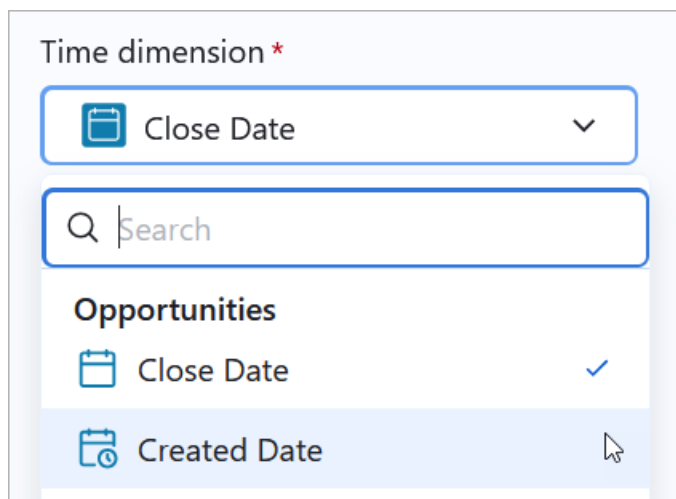 Time dimension *
Close Date
Search
Opportunities
Close Date
Created Date